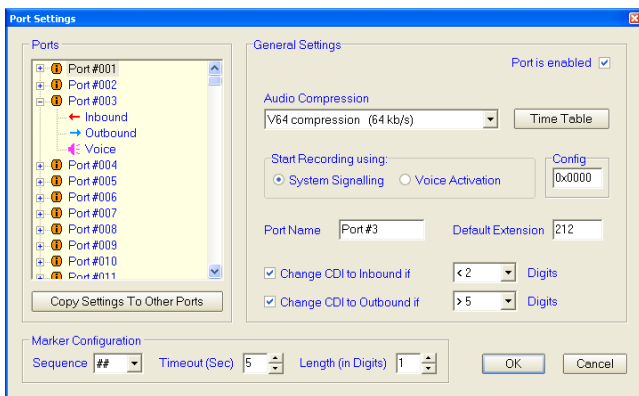 Port Settings
Ports
Port #001
Port #002
Port #003
Inbound
Outbound
Voice
Port #004
Port #005
Port #006
Port #007
Port #008
Port #009
Port #010
Port #011
Copy Settings To Other Ports
General Settings
Port is enabled
Audio Compression
V64 compression (64 kb/s)
Time Table
Start Recording using:
System Signalling
Voice Activation
Config
0x0000
Port Name
Port #3
Default Extension
212
Change CDI to Inbound if
< 2
Digits
Change CDI to Outbound if
> 5
Digits
Marker Configuration
Sequence
##
Timeout (Sec)
5
Length (in Digits)
1
OK
Cancel